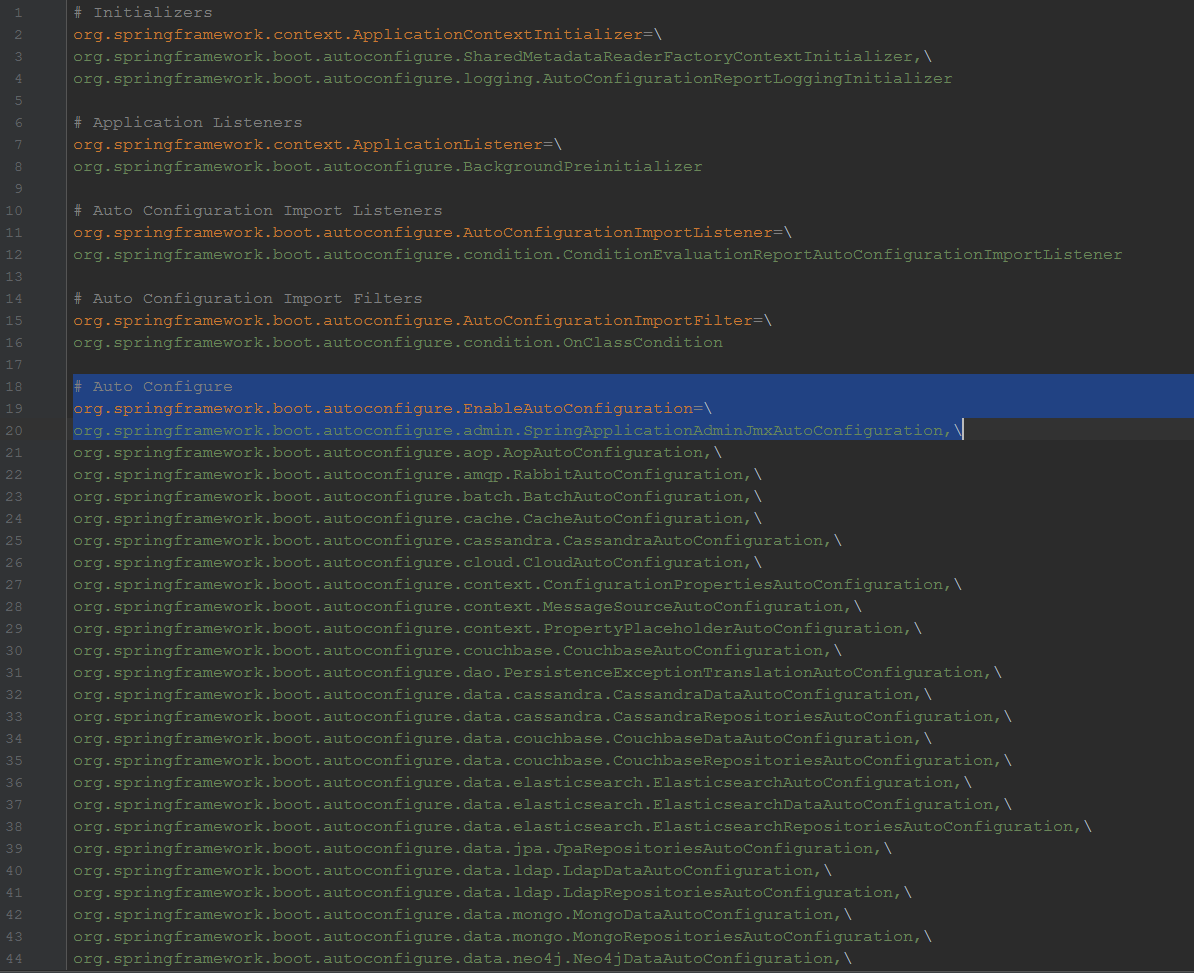 1 # Initializers
2 org.springframework.context.ApplicationContextInitializer=\
3 org.springframework.boot.autoconfigure.SharedMetadataReaderFactoryContextInitializer,\
4 org.springframework.boot.autoconfigure.logging.AutoConfigurationReportLoggingInitializer
5
6 # Application Listeners
7 org.springframework.context.ApplicationListener=\
8 org.springframework.boot.autoconfigure.BackgroundPreinitializer
9
10 # Auto Configuration Import Listeners
11 org.springframework.boot.autoconfigure.AutoConfigurationImportListener=\
12 org.springframework.boot.autoconfigure.condition.ConditionEvaluationReportAutoConfigurationImportListener
13
14 # Auto Configuration Import Filters
15 org.springframework.boot.autoconfigure.AutoConfigurationImportFilter=\
16 org.springframework.boot.autoconfigure.condition.OnClassCondition
17
18 # Auto Configure
19 org.springframework.boot.autoconfigure.EnableAutoConfiguration=\
20 org.springframework.boot.autoconfigure.admin.SpringApplicationAdminJmxAutoConfiguration,\
21 org.springframework.boot.autoconfigure.aop.AopAutoConfiguration,\
22 org.springframework.boot.autoconfigure.amqp.RabbitAutoConfiguration,\
23 org.springframework.boot.autoconfigure.batch.BatchAutoConfiguration,\
24 org.springframework.boot.autoconfigure.cache.CacheAutoConfiguration,\
25 org.springframework.boot.autoconfigure.cassandra.CassandraAutoConfiguration,\
26 org.springframework.boot.autoconfigure.cloud.CloudAutoConfiguration,\
27 org.springframework.boot.autoconfigure.context.ConfigurationPropertiesAutoConfiguration,\
28 org.springframework.boot.autoconfigure.context.MessageSourceAutoConfiguration,\
29 org.springframework.boot.autoconfigure.context.PropertyPlaceholderAutoConfiguration,\
30 org.springframework.boot.autoconfigure.couchbase.CouchbaseAutoConfiguration,\
31 org.springframework.boot.autoconfigure.dao.PersistenceExceptionTranslationAutoConfiguration,\
32 org.springframework.boot.autoconfigure.data.cassandra.CassandraDataAutoConfiguration,\
33 org.springframework.boot.autoconfigure.data.cassandra.CassandraRepositoriesAutoConfiguration,\
34 org.springframework.boot.autoconfigure.data.couchbase.CouchbaseDataAutoConfiguration,\
35 org.springframework.boot.autoconfigure.data.couchbase.CouchbaseRepositoriesAutoConfiguration,\
36 org.springframework.boot.autoconfigure.data.elasticsearch.ElasticsearchAutoConfiguration,\
37 org.springframework.boot.autoconfigure.data.elasticsearch.ElasticsearchDataAutoConfiguration,\
38 org.springframework.boot.autoconfigure.data.elasticsearch.ElasticsearchRepositoriesAutoConfiguration,\
39 org.springframework.boot.autoconfigure.data.jpa.JpaRepositoriesAutoConfiguration,\
40 org.springframework.boot.autoconfigure.data.ldap.LdapDataAutoConfiguration,\
41 org.springframework.boot.autoconfigure.data.ldap.LdapRepositoriesAutoConfiguration,\
42 org.springframework.boot.autoconfigure.data.mongo.MongoDataAutoConfiguration,\
43 org.springframework.boot.autoconfigure.data.mongo.MongoRepositoriesAutoConfiguration,\
44 org.springframework.boot.autoconfigure.data.neo4j.Neo4jDataAutoConfiguration,\